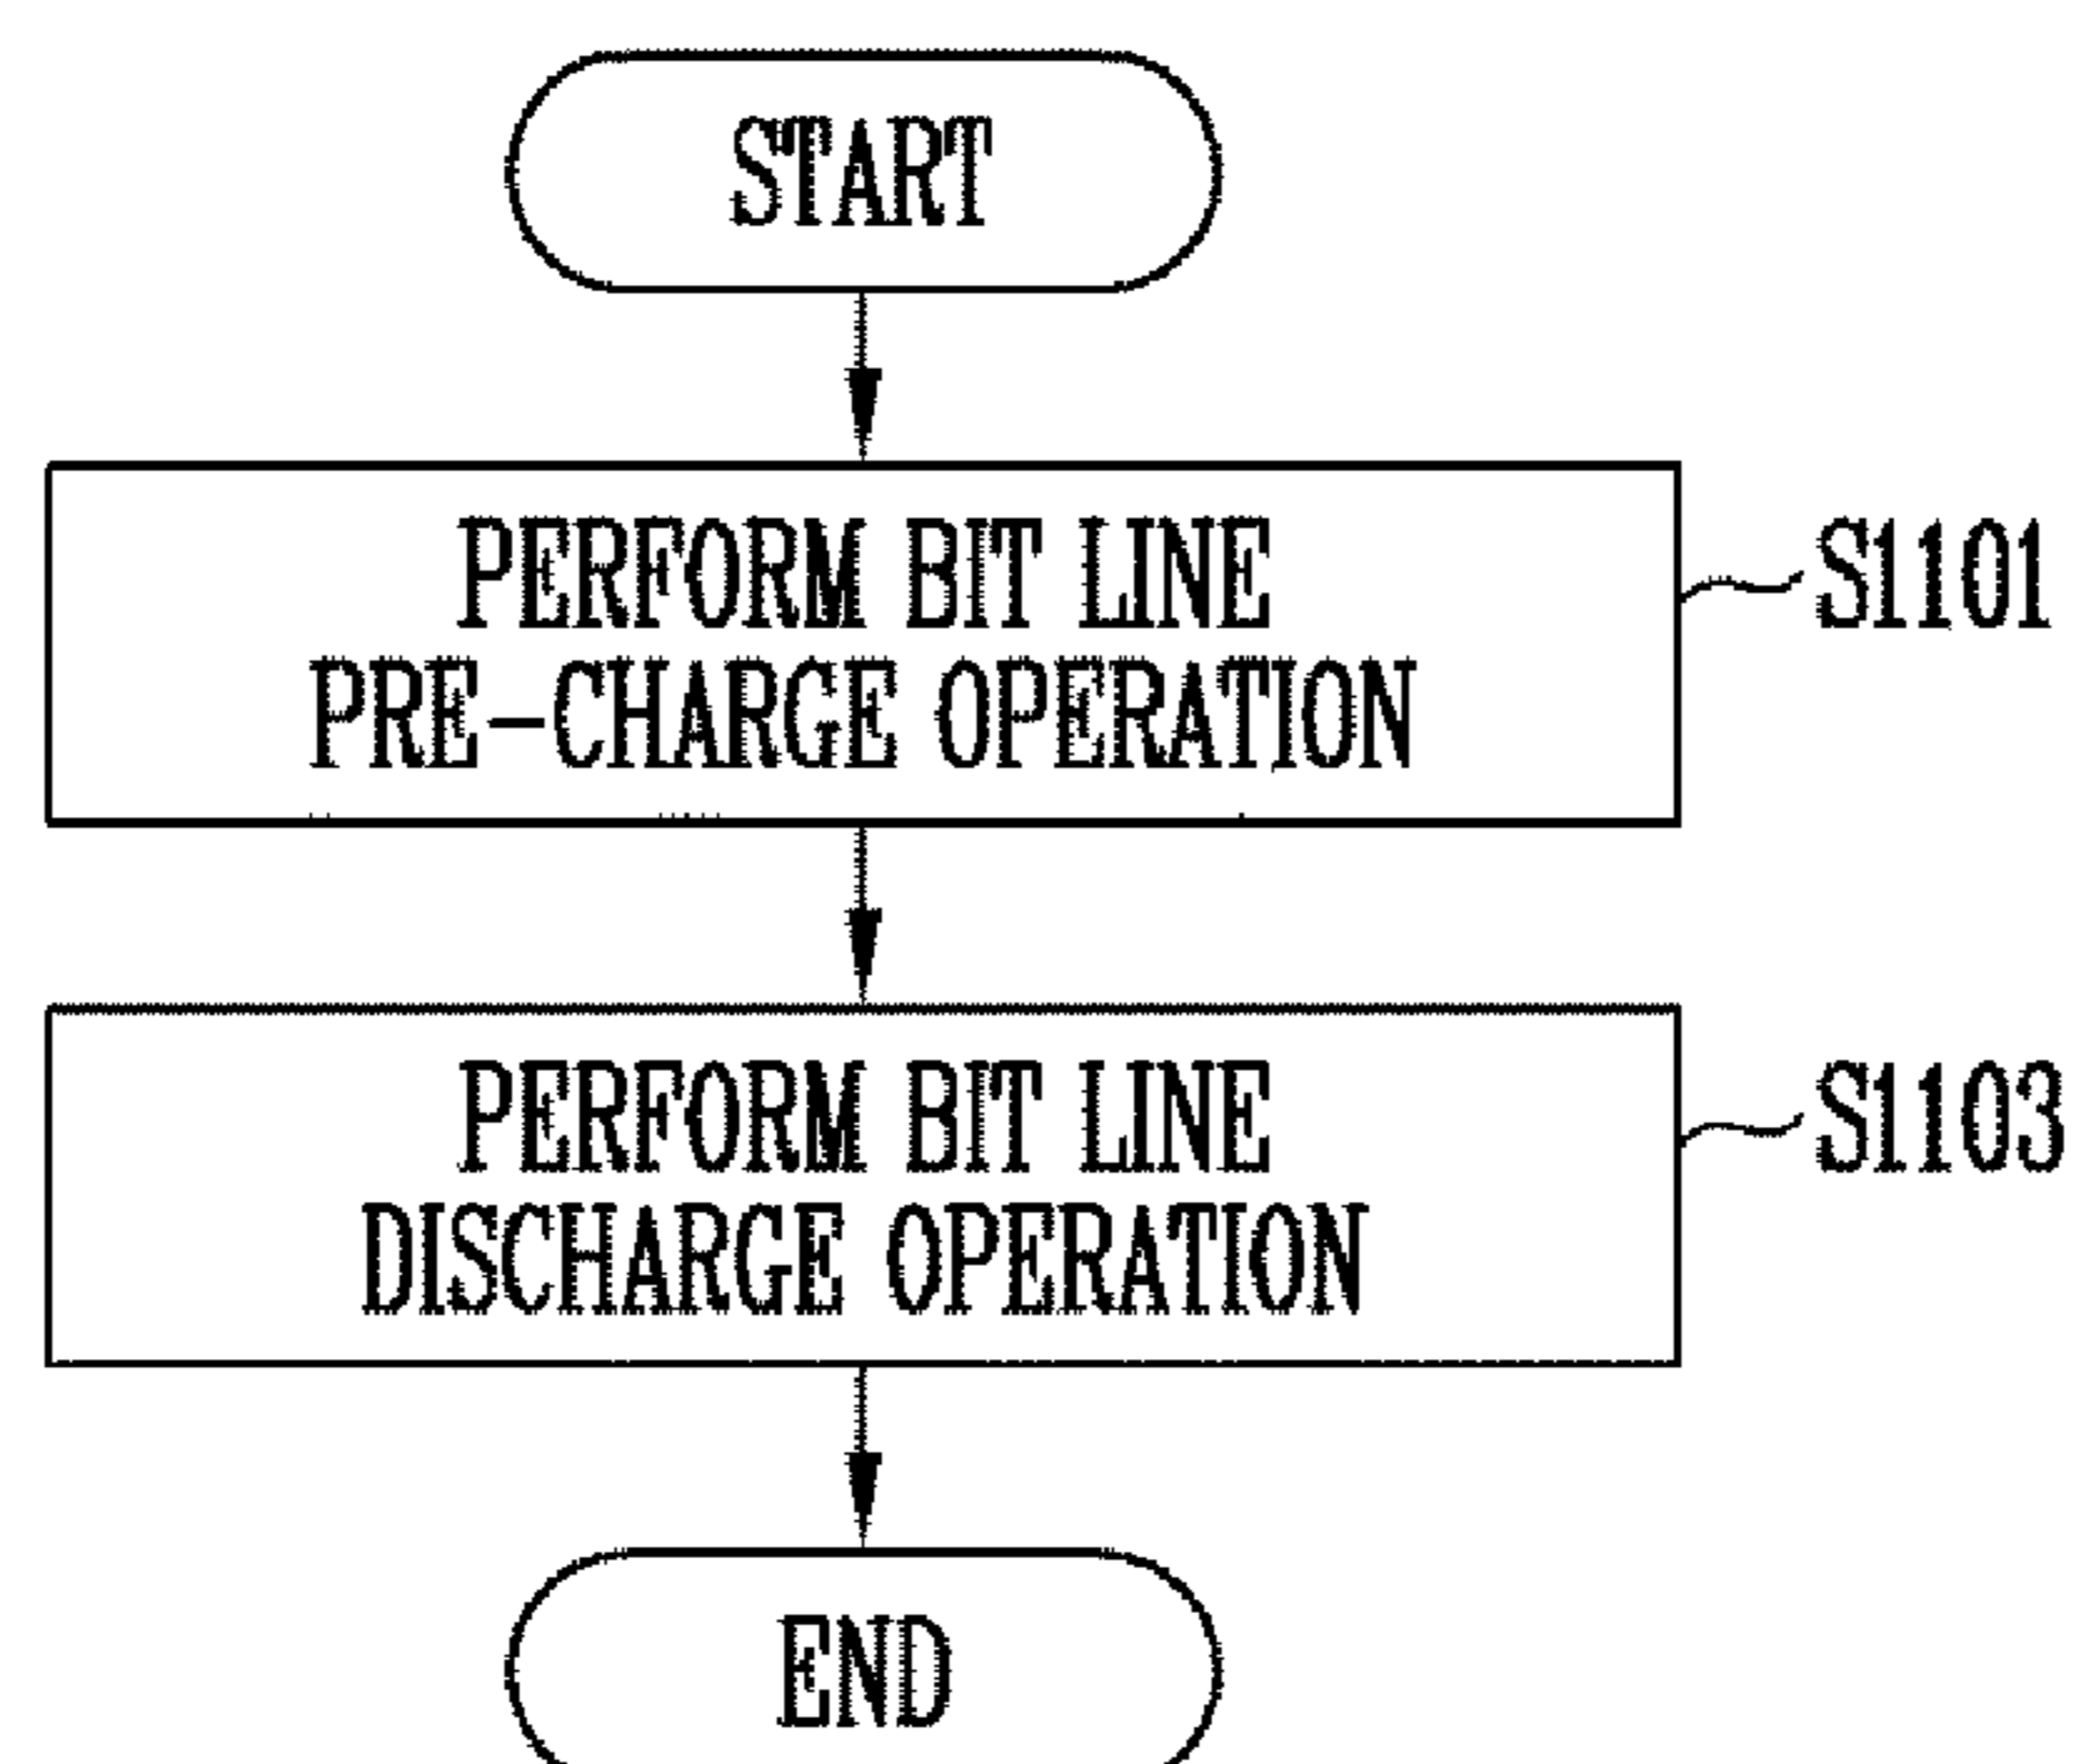 START
PERFORM BIT LINE
PRE-CHARGE OPERATION
S1101
PERFORM BIT LINE
DISCHARGE OPERATION
S1103
END